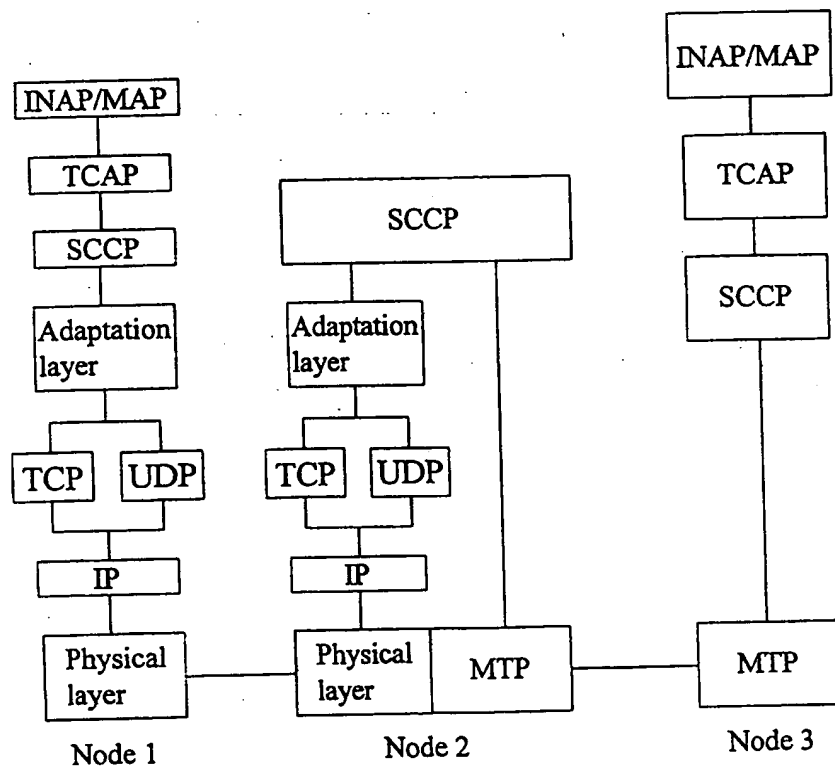 INAP/MAP
TCAP
SCCP
Adaptation
layer
TCP
UDP
IP
Physical
layer
Node 1
SCCP
Adaptation
layer
TCP
UDP
IP
Physical
layer
MTP
Node 2
INAP/MAP
TCAP
SCCP
MTP
Node 3